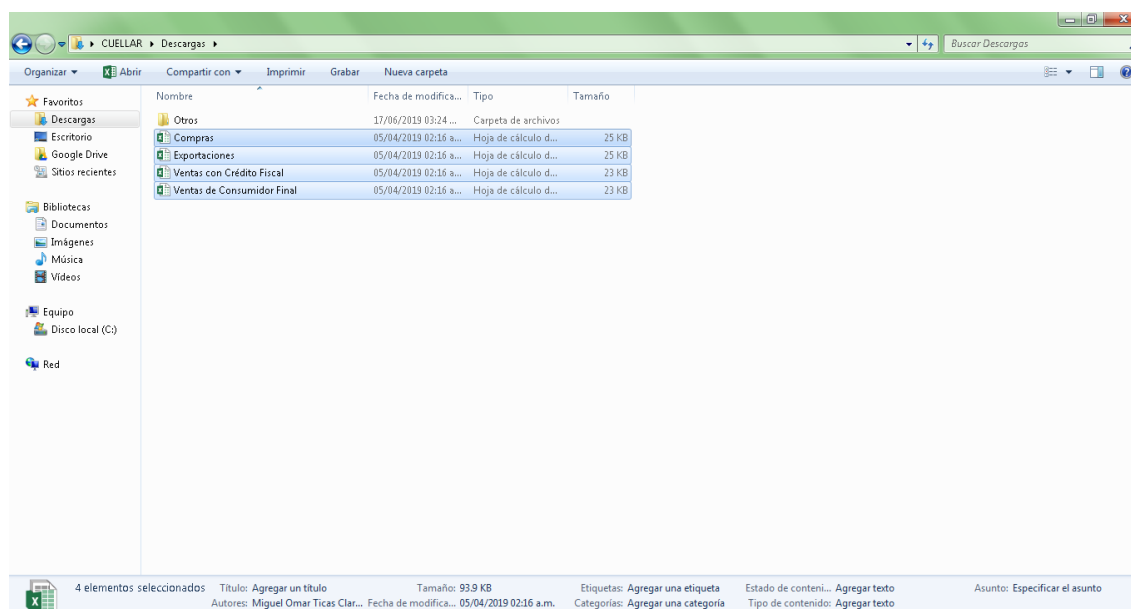 CUELLAR ▸ Descargas ▸
Buscar Descargas
Organizar Abrir Compartir con Imprimir Grabar Nueva carpeta
Nombre Fecha de modifica... Tipo Tamaño
Favoritos
Descargas
Escritorio
Google Drive
Sitios recientes
Bibliotecas
Documentos
Imágenes
Música
Vídeos
Equipo
Disco local (C:)
Red
Otros 17/06/2019 03:24 ... Carpeta de archivos
Compras 05/04/2019 02:16 a... Hoja de cálculo d... 25 KB
Exportaciones 05/04/2019 02:16 a... Hoja de cálculo d... 25 KB
Ventas con Crédito Fiscal 05/04/2019 02:16 a... Hoja de cálculo d... 23 KB
Ventas de Consumidor Final 05/04/2019 02:16 a... Hoja de cálculo d... 23 KB
4 elementos seleccionados Título: Agregar un título Tamaño: 93.9 KB Etiquetas: Agregar una etiqueta Estado de conteni... Agregar texto Asunto: Especificar el asunto
Autores: Miguel Omar Ticas Clar... Fecha de modifica... 05/04/2019 02:16 a.m. Categorías: Agregar una categoría Tipo de contenido: Agregar texto